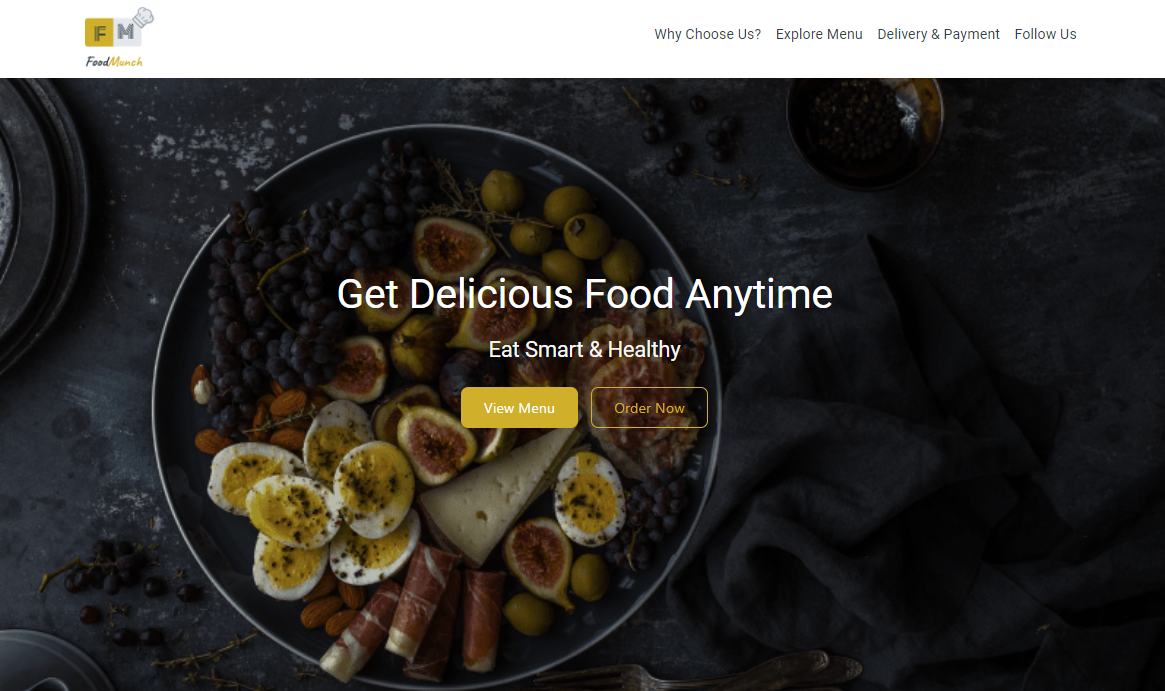 F M
FoodMunch
Why Choose Us? Explore Menu Delivery & Payment Follow Us
Get Delicious Food Anytime
Eat Smart & Healthy
View Menu Order Now